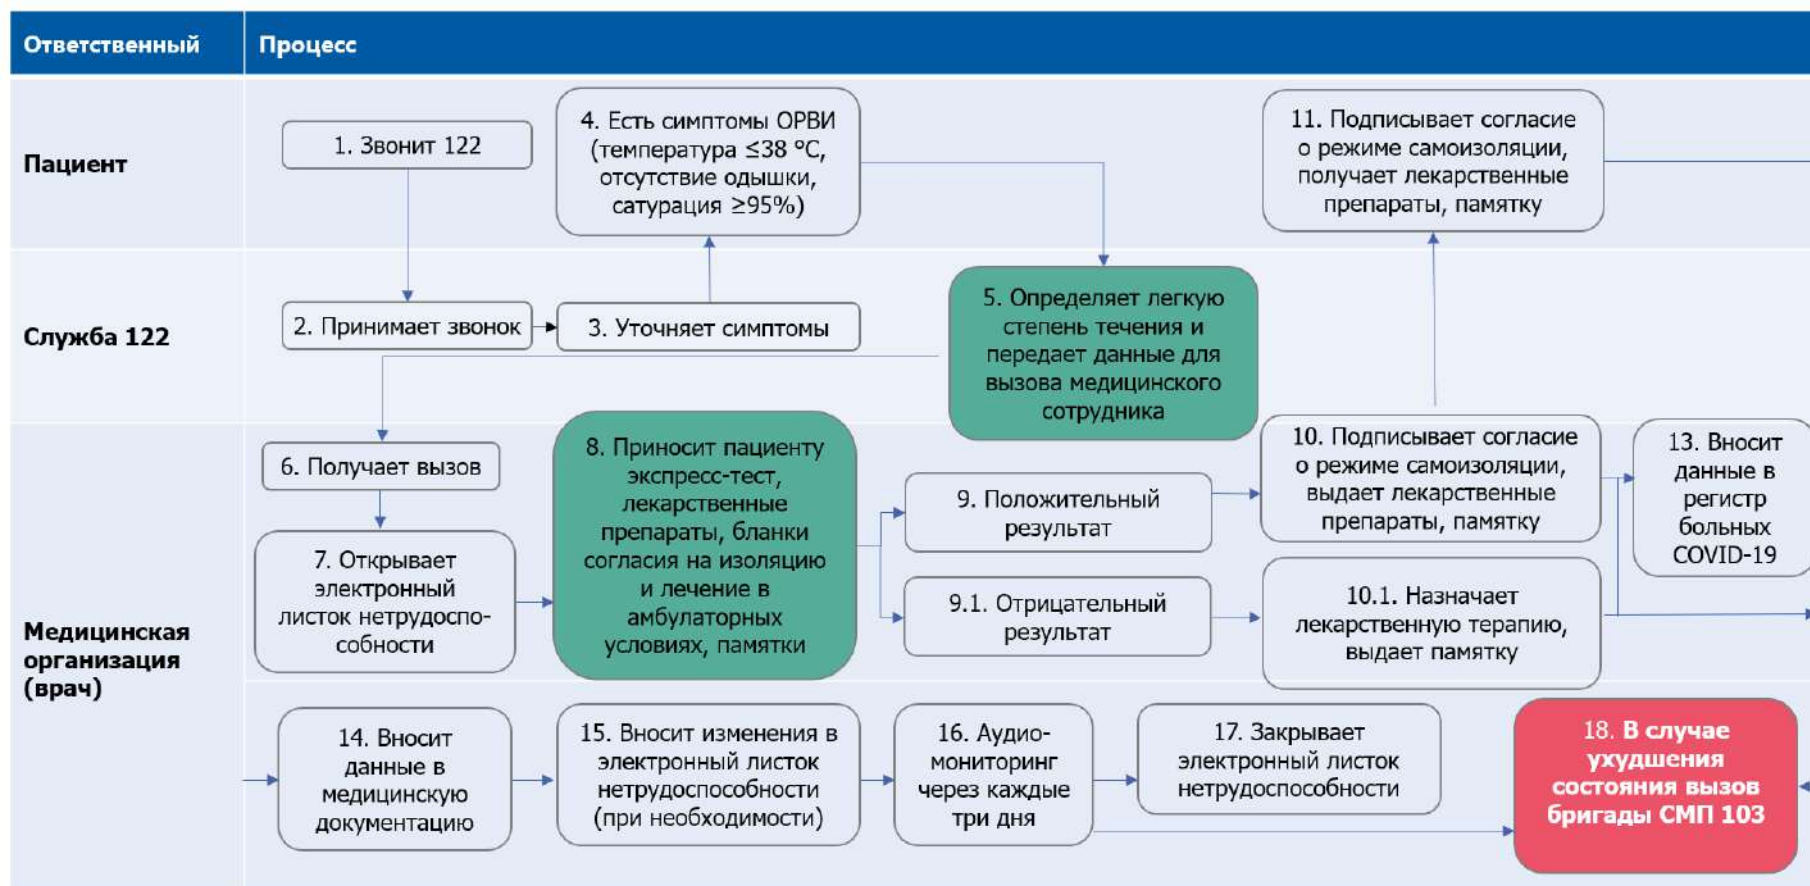 Ответственный
Процесс
Пациент
1. Звонит 122
4. Есть симптомы ОРВИ
(температура ≤38 °С,
отсутствие одышки,
сатурация ≥95%)
11. Подписывает согласие
о режиме самоизоляции,
получает лекарственные
препараты, памятку
Служба 122
2. Принимает звонок
3. Уточняет симптомы
5. Определяет легкую
степень течения и
передает данные для
вызова медицинского
сотрудника
Медицинская
организация
(врач)
6. Получает вызов
7. Открывает
электронный
листок нетрудоспо-
собности
8. Приносит пациенту
экспресс-тест,
лекарственные
препараты, бланки
согласия на изоляцию
и лечение в
амбулаторных
условиях, памятки
9. Положительный
результат
9.1. Отрицательный
результат
10. Подписывает согласие
о режиме самоизоляции,
выдает лекарственные
препараты, памятку
10.1. Назначает
лекарственную терапию,
выдает памятку
13. Вносит
данные в
регистр
больных
COVID-19
14. Вносит
данные в
медицинскую
документацию
15. Вносит изменения в
электронный листок
нетрудоспособности
(при необходимости)
16. Аудио-
мониторинг
через каждые
три дня
17. Закрывает
электронный листок
нетрудоспособности
18. В случае
ухудшения
состояния вызов
бригады СМП 103